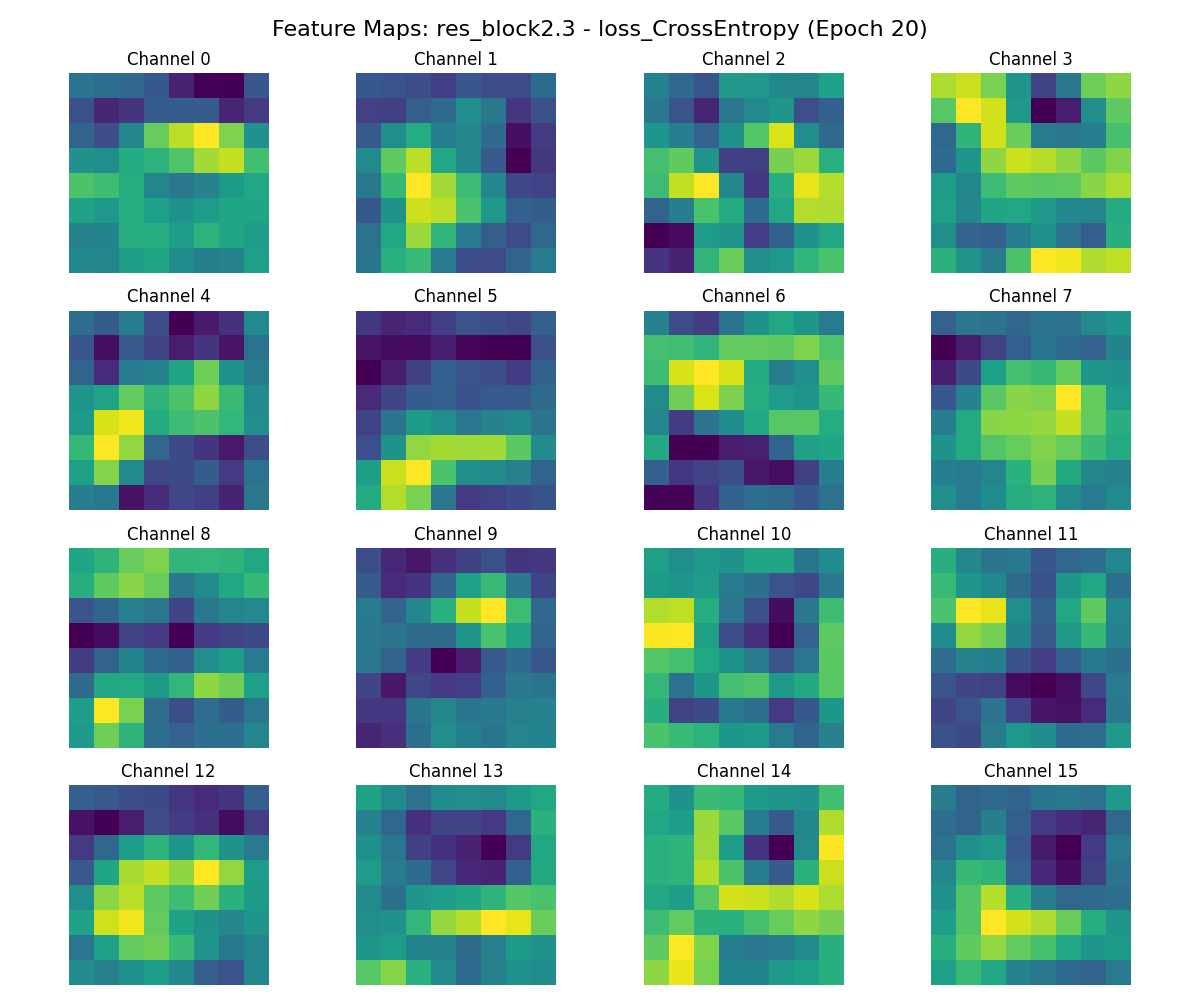 Feature Maps: res_block2.3 - loss_CrossEntropy (Epoch 20)
Channel 0
Channel 1
Channel 2
Channel 3
Channel 4
Channel 5
Channel 6
Channel 7
Channel 8
Channel 9
Channel 10
Channel 11
Channel 12
Channel 13
Channel 14
Channel 15